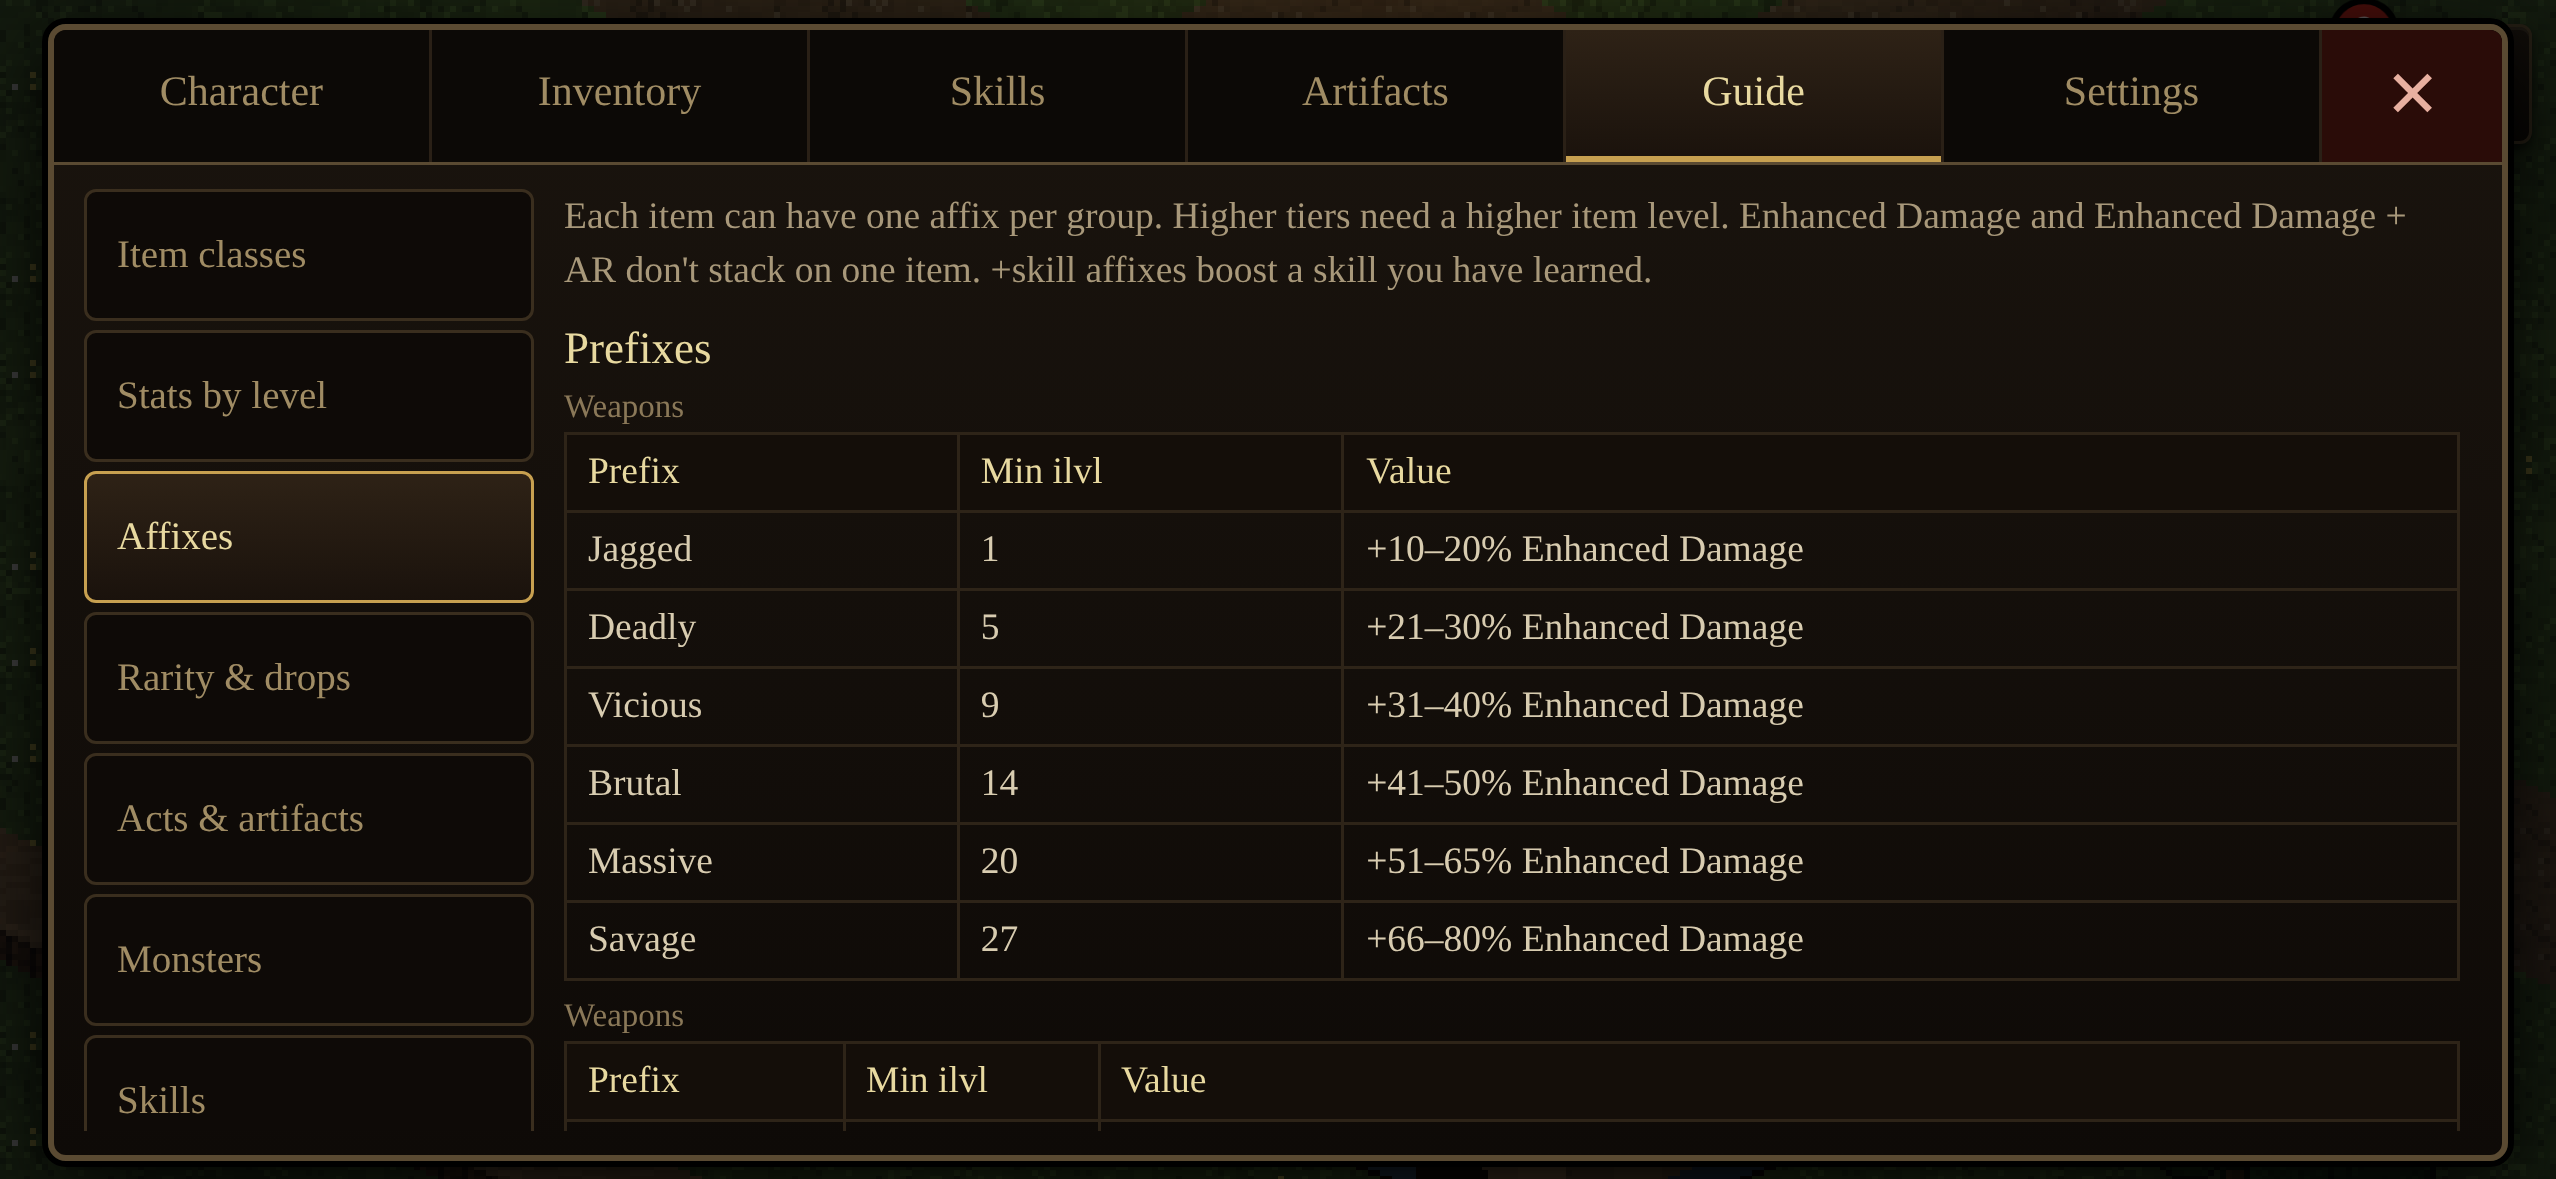 Character Inventory Skills Artifacts Guide Settings ✕
Item classes
Stats by level
Affixes
Rarity & drops
Acts & artifacts
Monsters
Skills
Each item can have one affix per group. Higher tiers need a higher item level. Enhanced Damage and Enhanced Damage +
AR don't stack on one item. +skill affixes boost a skill you have learned.
Prefixes
Weapons
Prefix Min ilvl Value
Jagged 1 +10–20% Enhanced Damage
Deadly 5 +21–30% Enhanced Damage
Vicious 9 +31–40% Enhanced Damage
Brutal 14 +41–50% Enhanced Damage
Massive 20 +51–65% Enhanced Damage
Savage 27 +66–80% Enhanced Damage
Weapons
Prefix Min ilvl Value